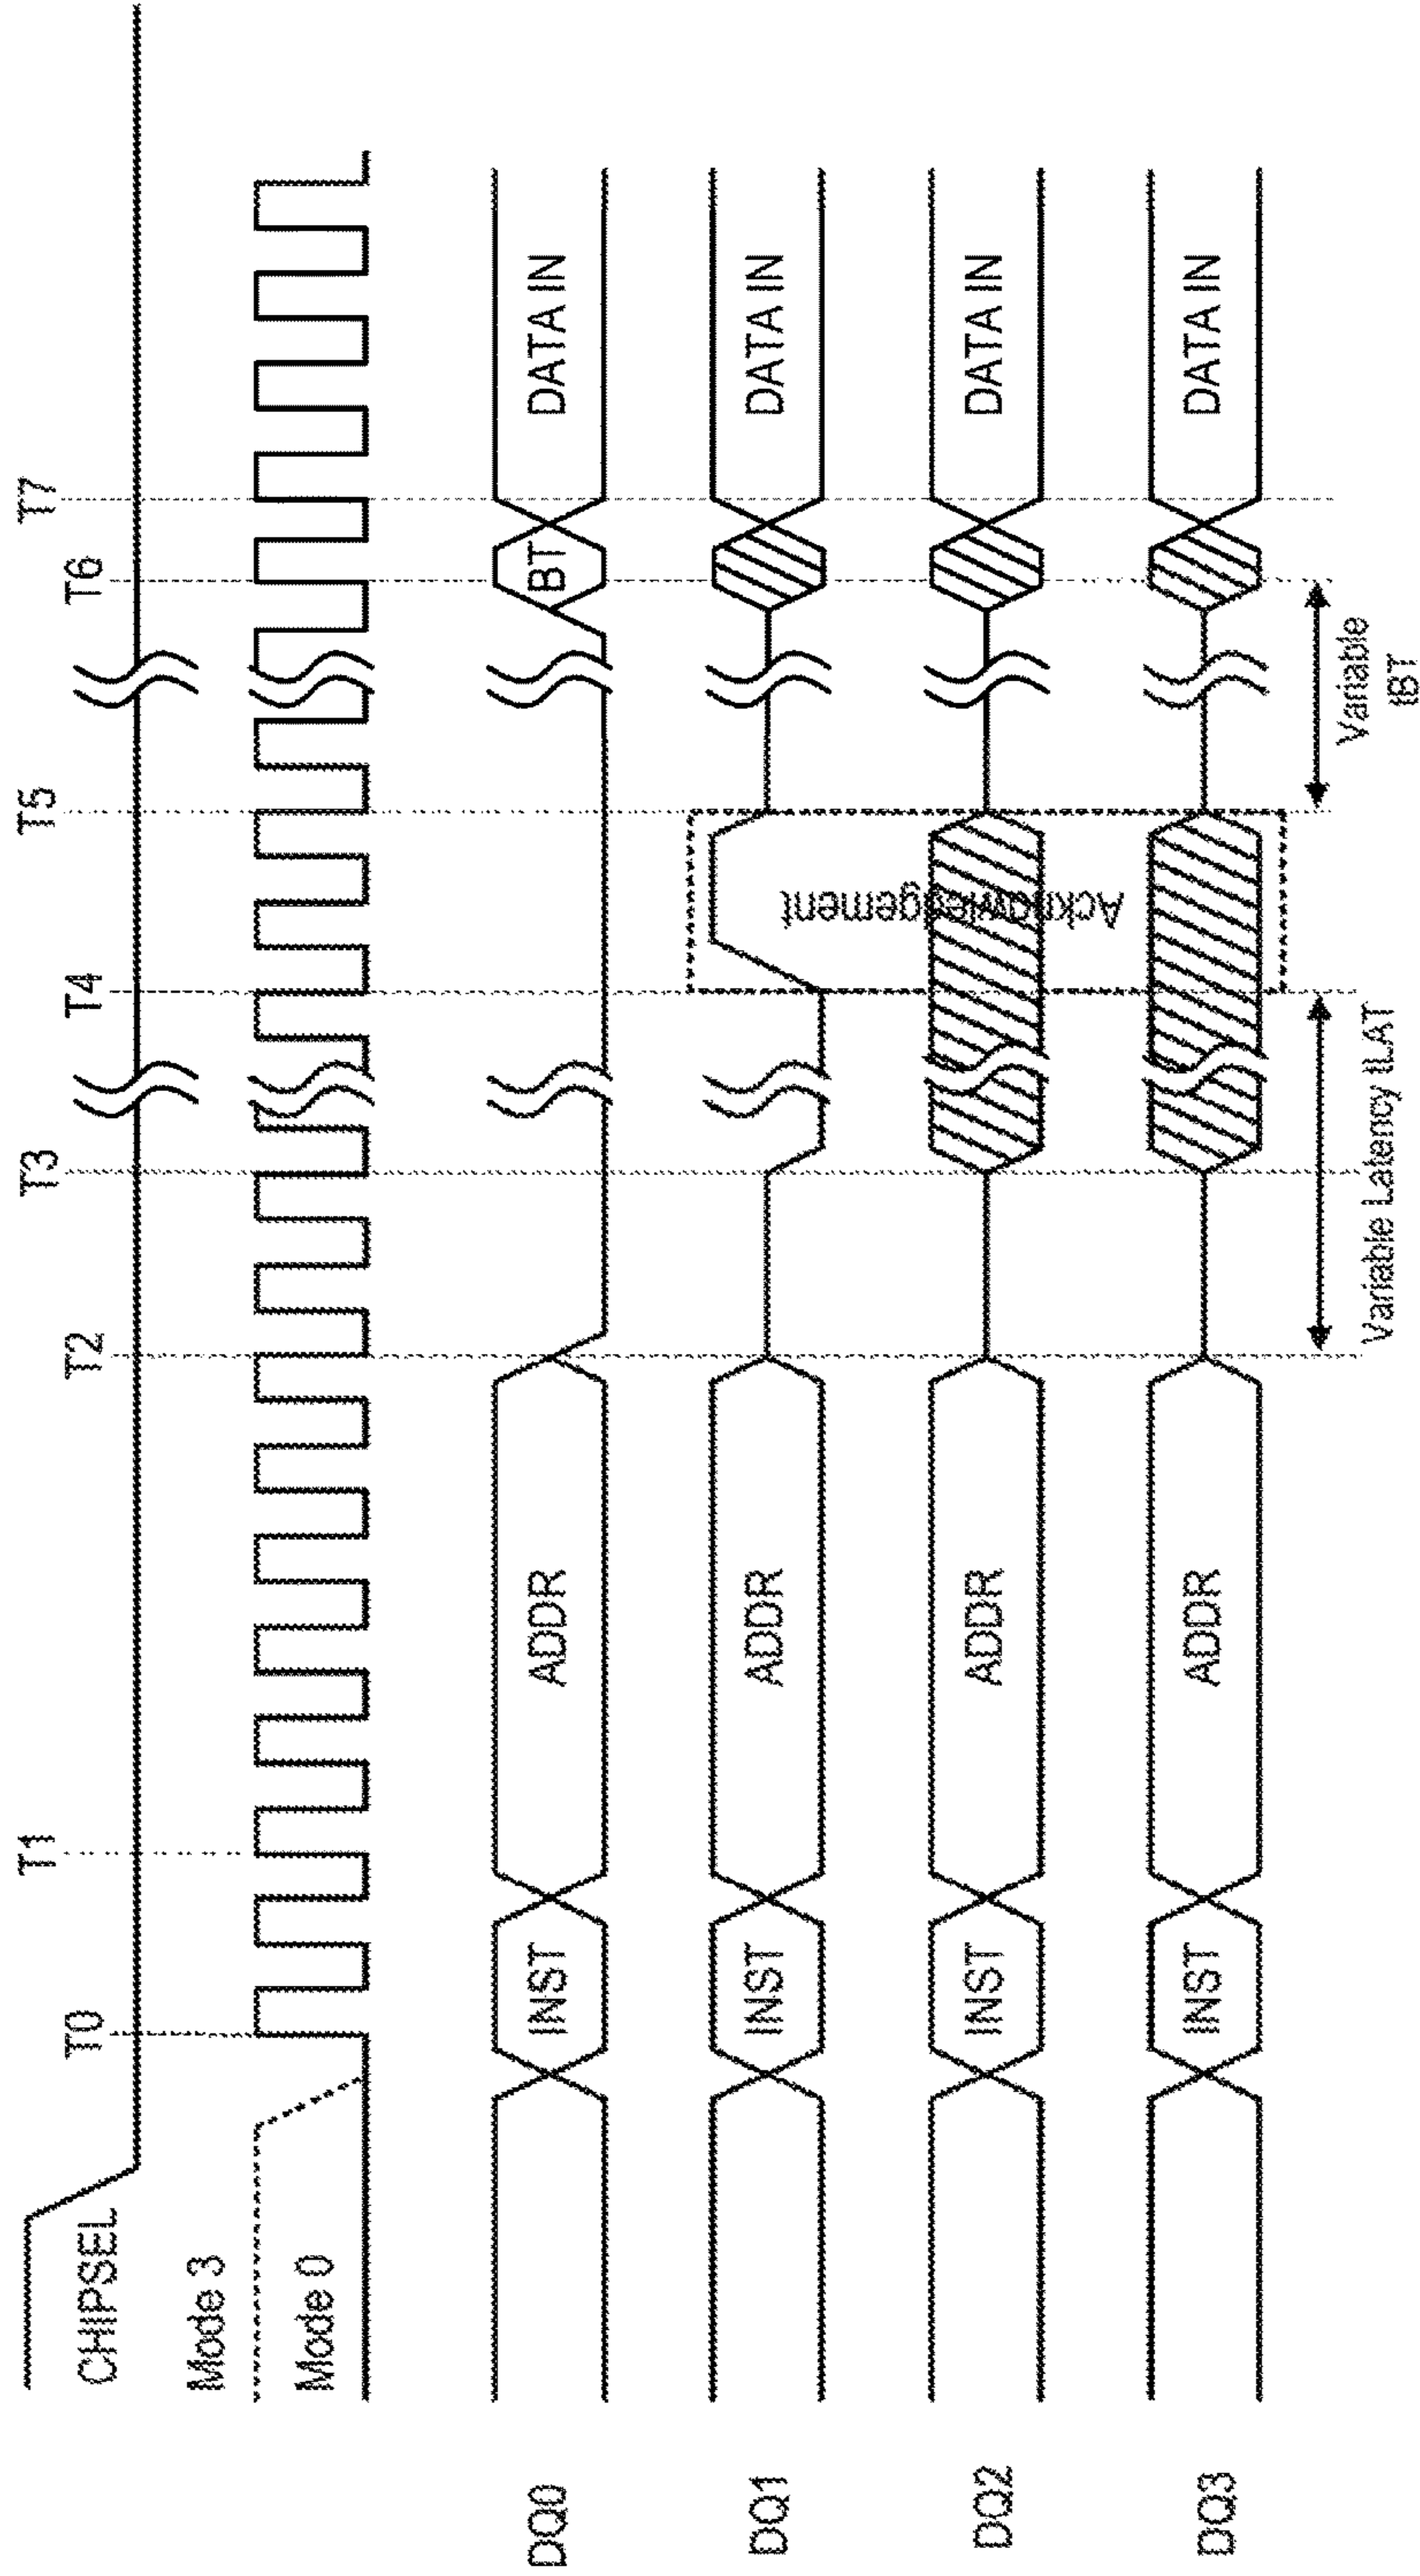 T0 T1 T2 T3 T4 T5 T6 T7
CHIPSEL
Mode 3
Mode 0
DQ0 INST ADDR BT DATA IN
DQ1 INST ADDR DATA IN
Acknowledgement
DQ2 INST ADDR DATA IN
DQ3 INST ADDR DATA IN
Variable Latency tLAT
Variable
tBT